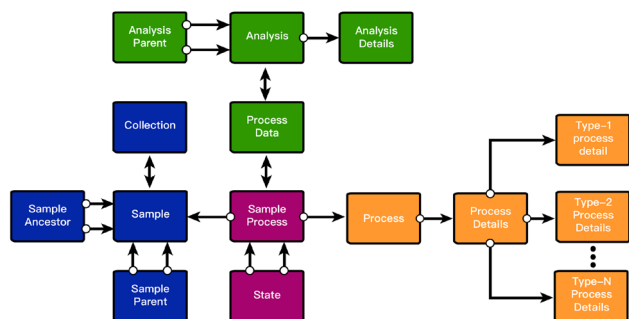 Analysis
Parent
Analysis
Analysis
Details
Collection
Process
Data
Type-1
process
detail
Sample
Ancestor
Sample
Sample
Process
Process
Process
Details
Type-2
Process
Details
Sample
Parent
State
Type-N
Process
Details